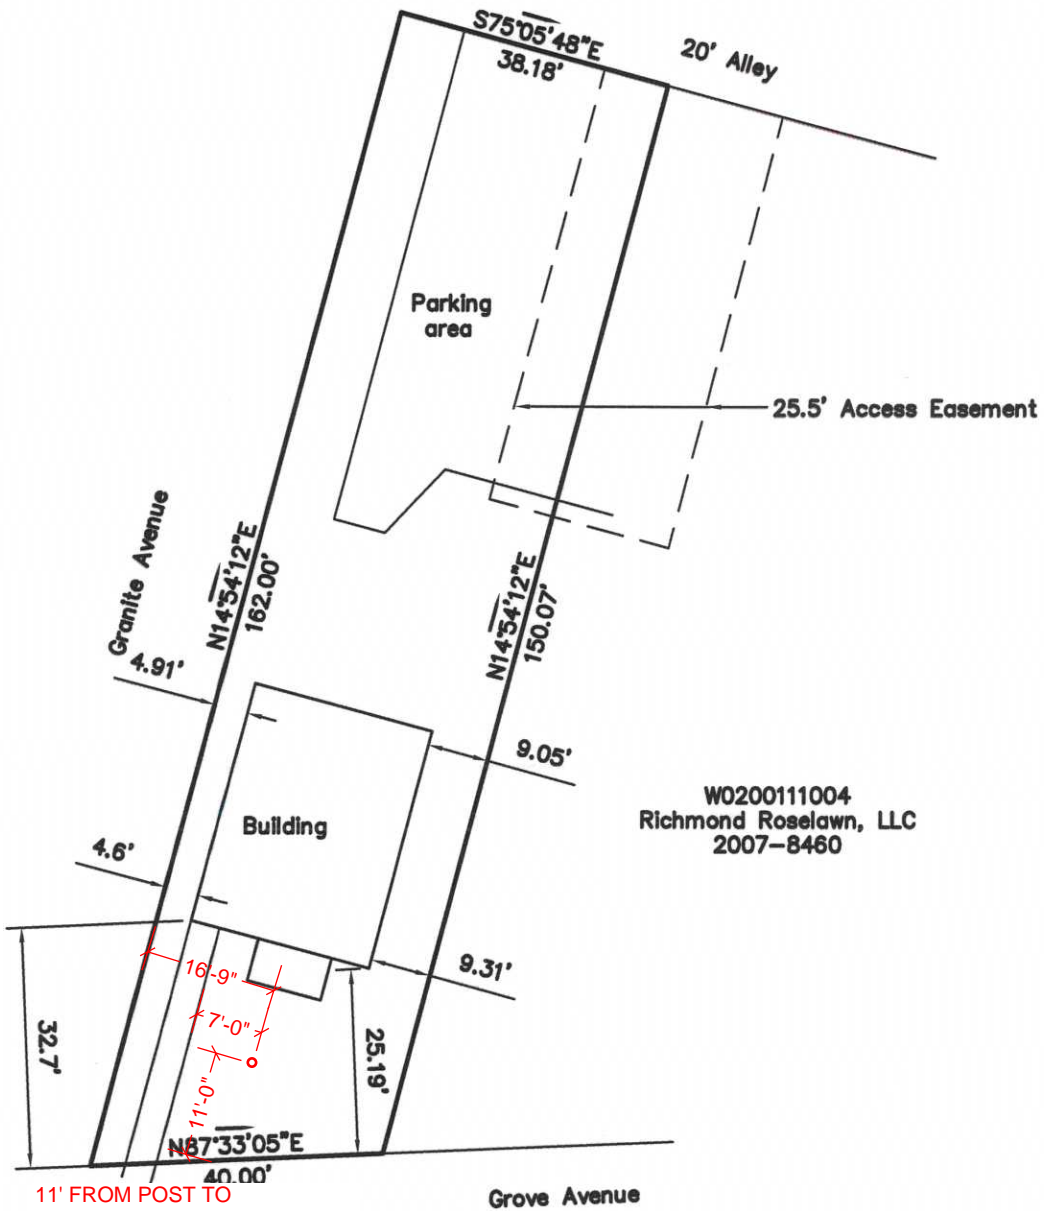 S75°05'48"E
38.18'
20' Alley
Parking
area
25.5' Access Easement
Granite Avenue
N14°54'12"E
162.00'
N14°54'12"E
150.07'
4.91'
9.05'
Building
W0200111004
Richmond Roselawn, LLC
2007-8460
4.6'
9.31'
16'-9"
7'-0"
32.7'
25.19'
11'-0"
N87°33'05"E
40.00'
11' FROM POST TO
Grove Avenue